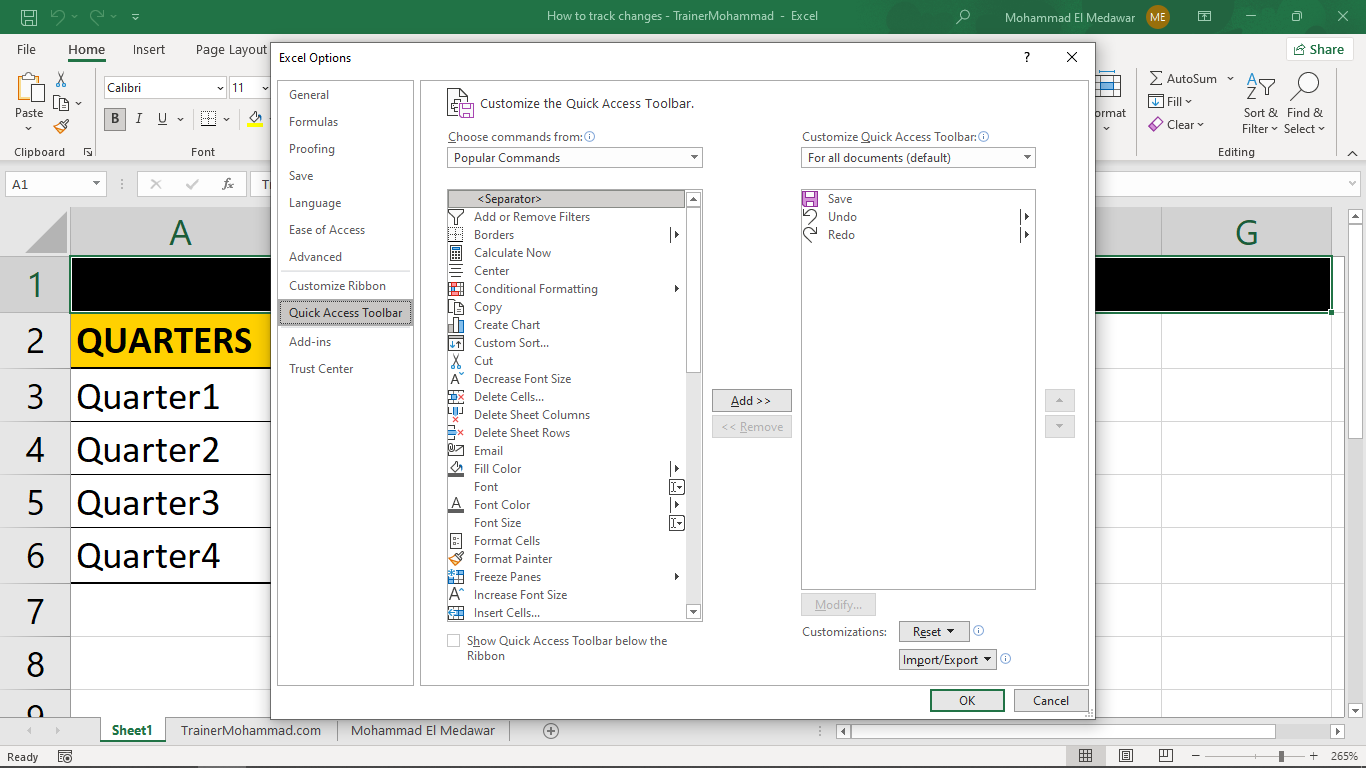 How to track changes - TrainerMohammad - Excel
Mohammad El Medawar
ME
File
Home
Insert
Page Layout
Share
Paste
Clipboard
Calibri
11
B
I
U
Font
AutoSum
Fill
Clear
Sort &
Filter
Find &
Select
Editing
A1
fx
A
G
1
2
3
4
5
6
7
8
QUARTERS
Quarter1
Quarter2
Quarter3
Quarter4
Excel Options
?
General
Formulas
Proofing
Save
Language
Ease of Access
Advanced
Customize Ribbon
Quick Access Toolbar
Add-ins
Trust Center
Customize the Quick Access Toolbar.
Choose commands from:
Popular Commands
<Separator>
Add or Remove Filters
Borders
Calculate Now
Center
Conditional Formatting
Copy
Create Chart
Custom Sort...
Cut
Decrease Font Size
Delete Cells...
Delete Sheet Columns
Delete Sheet Rows
Email
Fill Color
Font
Font Color
Font Size
Format Cells
Format Painter
Freeze Panes
Increase Font Size
Insert Cells...
Show Quick Access Toolbar below the
Ribbon
Add >>
<< Remove
Customize Quick Access Toolbar:
For all documents (default)
Save
Undo
Redo
Modify...
Customizations:
Reset
Import/Export
OK
Cancel
Sheet1
TrainerMohammad.com
Mohammad El Medawar
Ready
265%